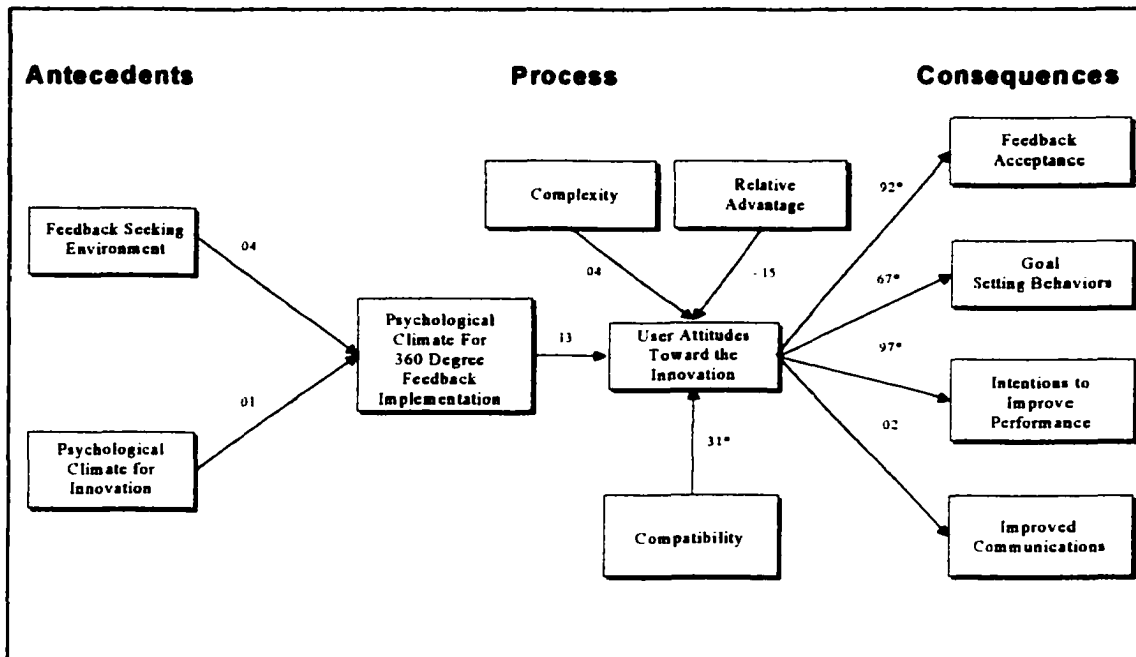 Antecedents
Process
Consequences
Feedback
Acceptance
Complexity
Relative
Advantage
92*
Feedback Seeking
Environment
04
04
- 15
67*
Goal
Setting Behaviors
Psychological
Climate For
360 Degree
Feedback
Implementation
13
User Attitudes
Toward the
Innovation
97*
Intentions to
Improve
Performance
01
02
Psychological
Climate for
Innovation
31*
Compatibility
Improved
Communications